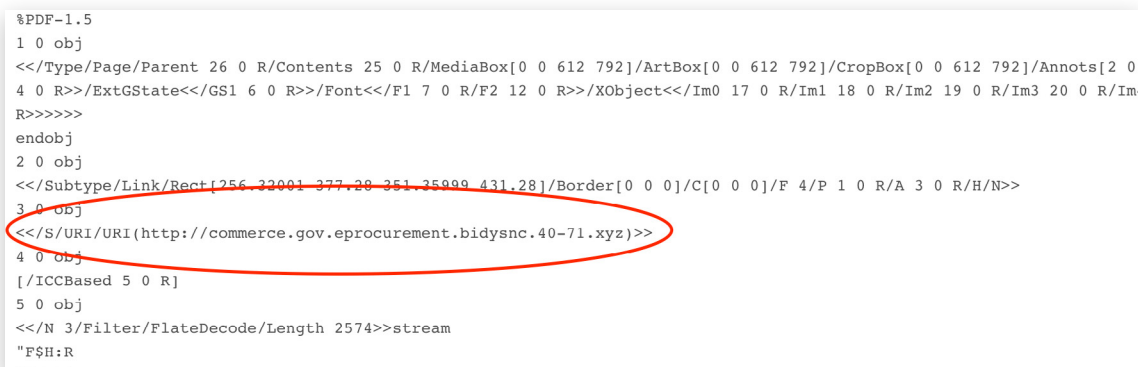 %PDF-1.5
1 0 obj
<</Type/Page/Parent 26 0 R/Contents 25 0 R/MediaBox[0 0 612 792]/ArtBox[0 0 612 792]/CropBox[0 0 612 792]/Annots[2 0
4 0 R>>/ExtGState<</GS1 6 0 R>>/Font<</F1 7 0 R/F2 12 0 R>>/XObject<</Im0 17 0 R/Im1 18 0 R/Im2 19 0 R/Im3 20 0 R/Im
R>>>>>>
endobj
2 0 obj
<</Subtype/Link/Rect[256.32001 377.28 351.35999 431.28]/Border[0 0 0]/C[0 0 0]/F 4/P 1 0 R/A 3 0 R/H/N>>
3 0 obj
<</S/URI/URI(http://commerce.gov.eprocurement.bidysnc.40-71.xyz)>>
4 0 obj
[/ICCBased 5 0 R]
5 0 obj
<</N 3/Filter/FlateDecode/Length 2574>>stream
"F$H:R